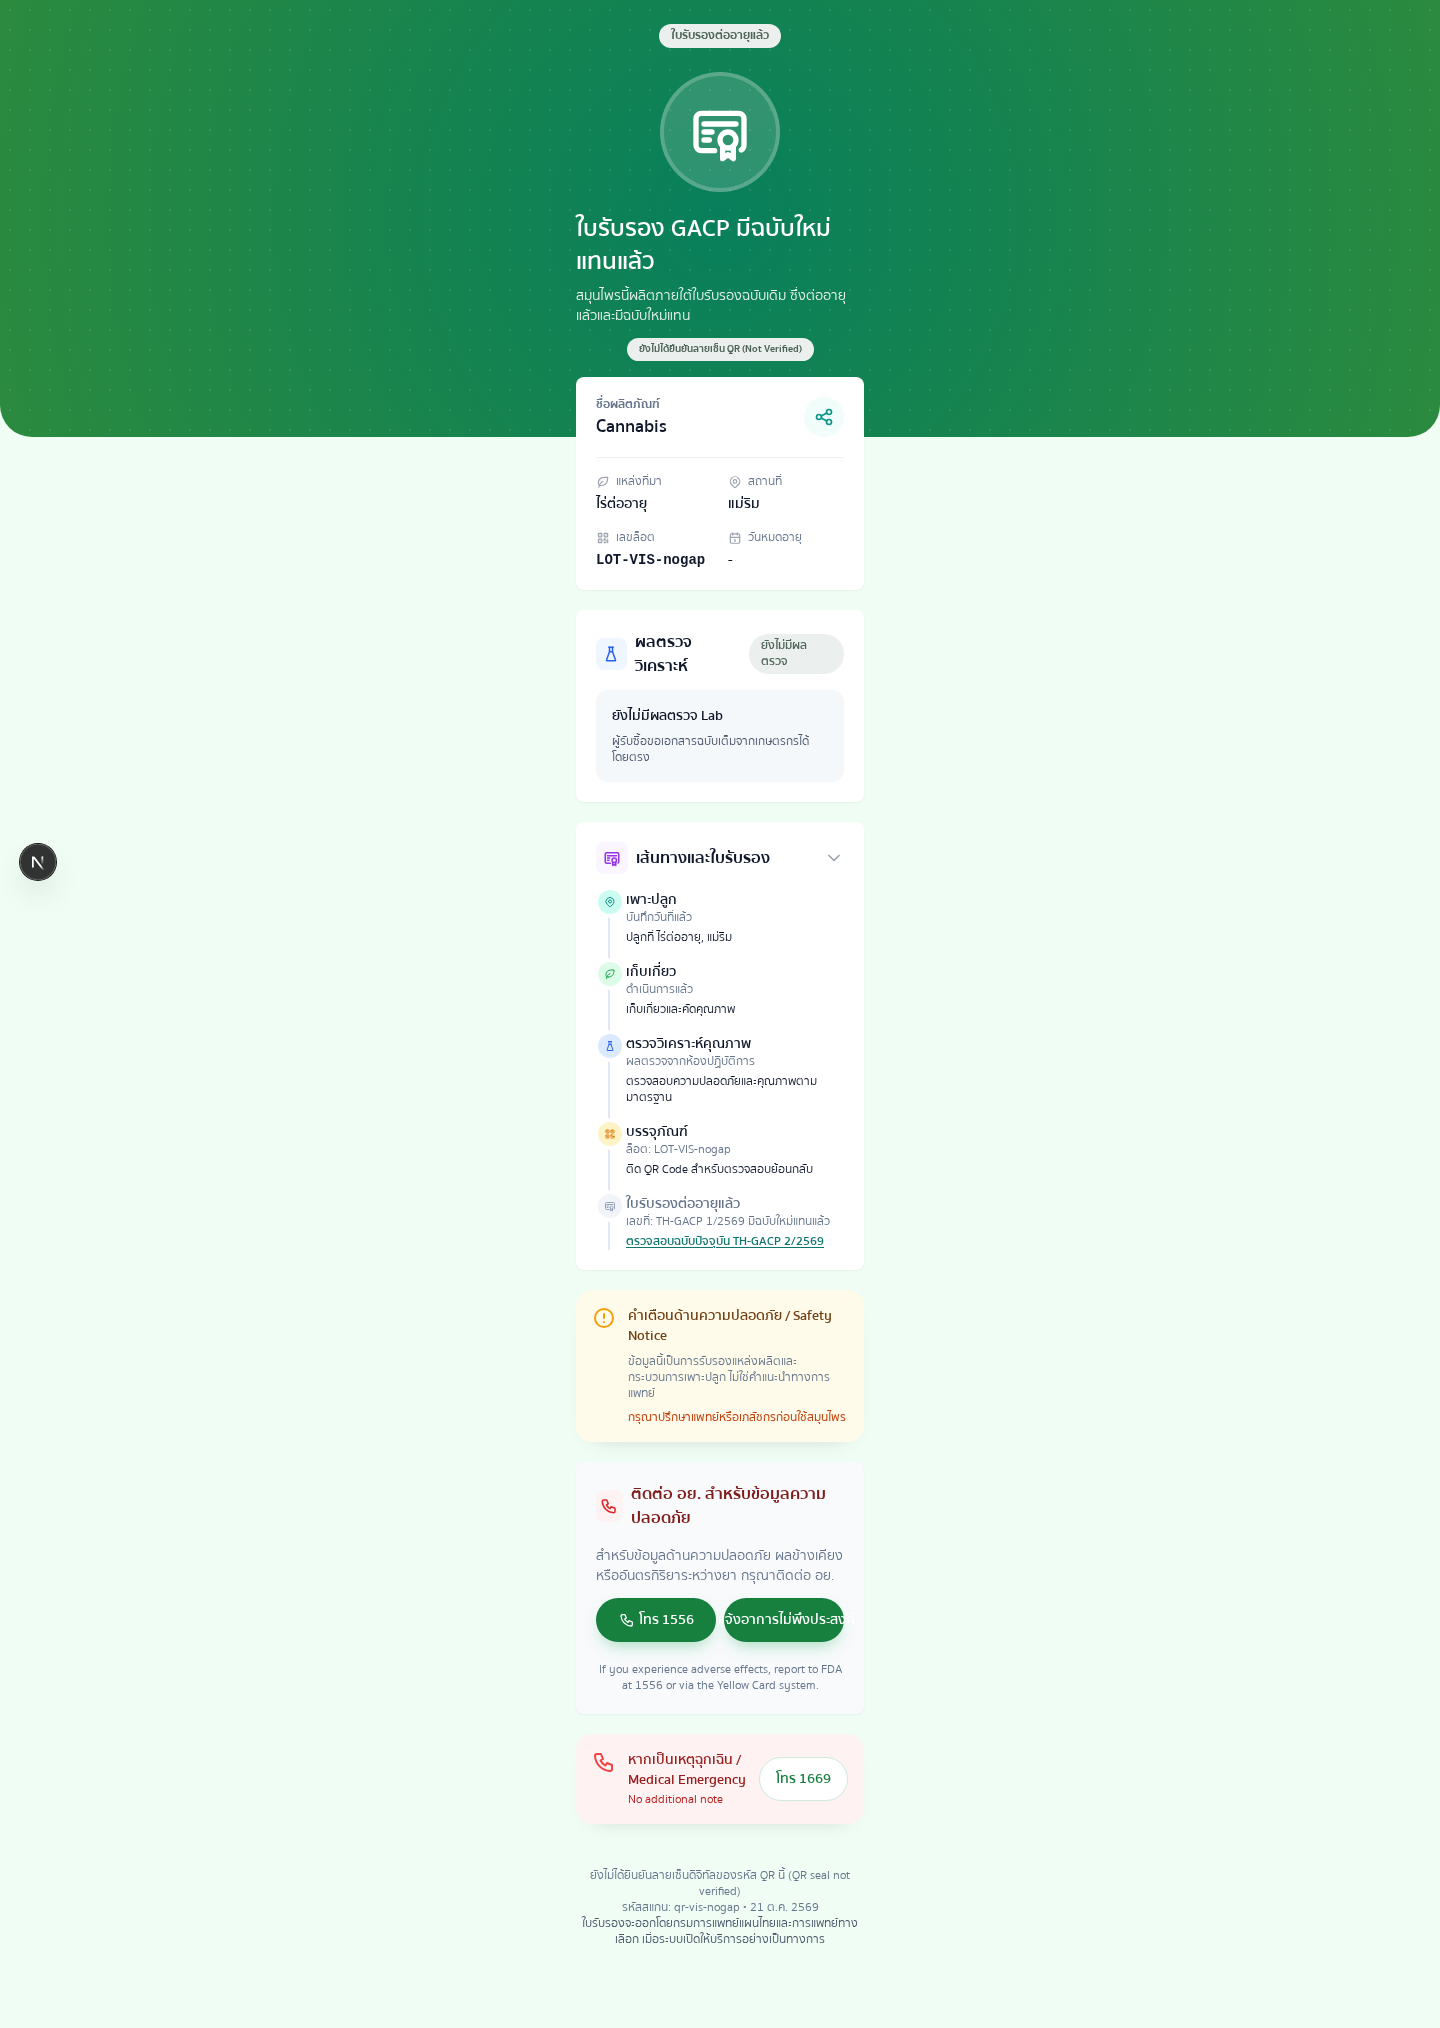 ใบรับรองต่ออายุแล้ว
ใบรับรอง GACP มีฉบับใหม่
แทนแล้ว
สมุนไพรนี้ผลิตภายใต้ใบรับรองฉบับเดิม ซึ่งต่ออายุ
แล้วและมีฉบับใหม่แทน
ยังไม่ได้ยืนยันลายเซ็น QR (Not Verified)
ชื่อผลิตภัณฑ์
Cannabis
แหล่งที่มา
สถานที่
ไร่ต่ออายุ
แม่ริม
เลขล็อต
วันหมดอายุ
LOT-VIS-nogap
-
ผลตรวจ
วิเคราะห์
ยังไม่มีผล
ตรวจ
ยังไม่มีผลตรวจ Lab
ผู้รับซื้อขอเอกสารฉบับเต็มจากเกษตรกรได้
โดยตรง
เส้นทางและใบรับรอง
เพาะปลูก
บันทึกวันที่แล้ว
ปลูกที่ ไร่ต่ออายุ, แม่ริม
เก็บเกี่ยว
ดำเนินการแล้ว
เก็บเกี่ยวและคัดคุณภาพ
ตรวจวิเคราะห์คุณภาพ
ผลตรวจจากห้องปฏิบัติการ
ตรวจสอบความปลอดภัยและคุณภาพตาม
มาตรฐาน
บรรจุภัณฑ์
ล็อต: LOT-VIS-nogap
ติด QR Code สำหรับตรวจสอบย้อนกลับ
ใบรับรองต่ออายุแล้ว
เลขที่: TH-GACP 1/2569 มีฉบับใหม่แทนแล้ว
ตรวจสอบฉบับปัจจุบัน TH-GACP 2/2569
คำเตือนด้านความปลอดภัย / Safety
Notice
ข้อมูลนี้เป็นการรับรองแหล่งผลิตและ
กระบวนการเพาะปลูก ไม่ใช่คำแนะนำทางการ
แพทย์
กรุณาปรึกษาแพทย์หรือเภสัชกรก่อนใช้สมุนไพร
ติดต่อ อย. สำหรับข้อมูลความ
ปลอดภัย
สำหรับข้อมูลด้านความปลอดภัย ผลข้างเคียง
หรืออันตรกิริยาระหว่างยา กรุณาติดต่อ อย.
โทร 1556
จ้งอาการไม่พึงประสง
If you experience adverse effects, report to FDA
at 1556 or via the Yellow Card system.
หากเป็นเหตุฉุกเฉิน /
Medical Emergency
No additional note
โทร 1669
ยังไม่ได้ยืนยันลายเซ็นดิจิทัลของรหัส QR นี้ (QR seal not
verified)
รหัสสแกน: qr-vis-nogap • 21 ต.ค. 2569
ใบรับรองจะออกโดยกรมการแพทย์แผนไทยและการแพทย์ทาง
เลือก เมื่อระบบเปิดให้บริการอย่างเป็นทางการ